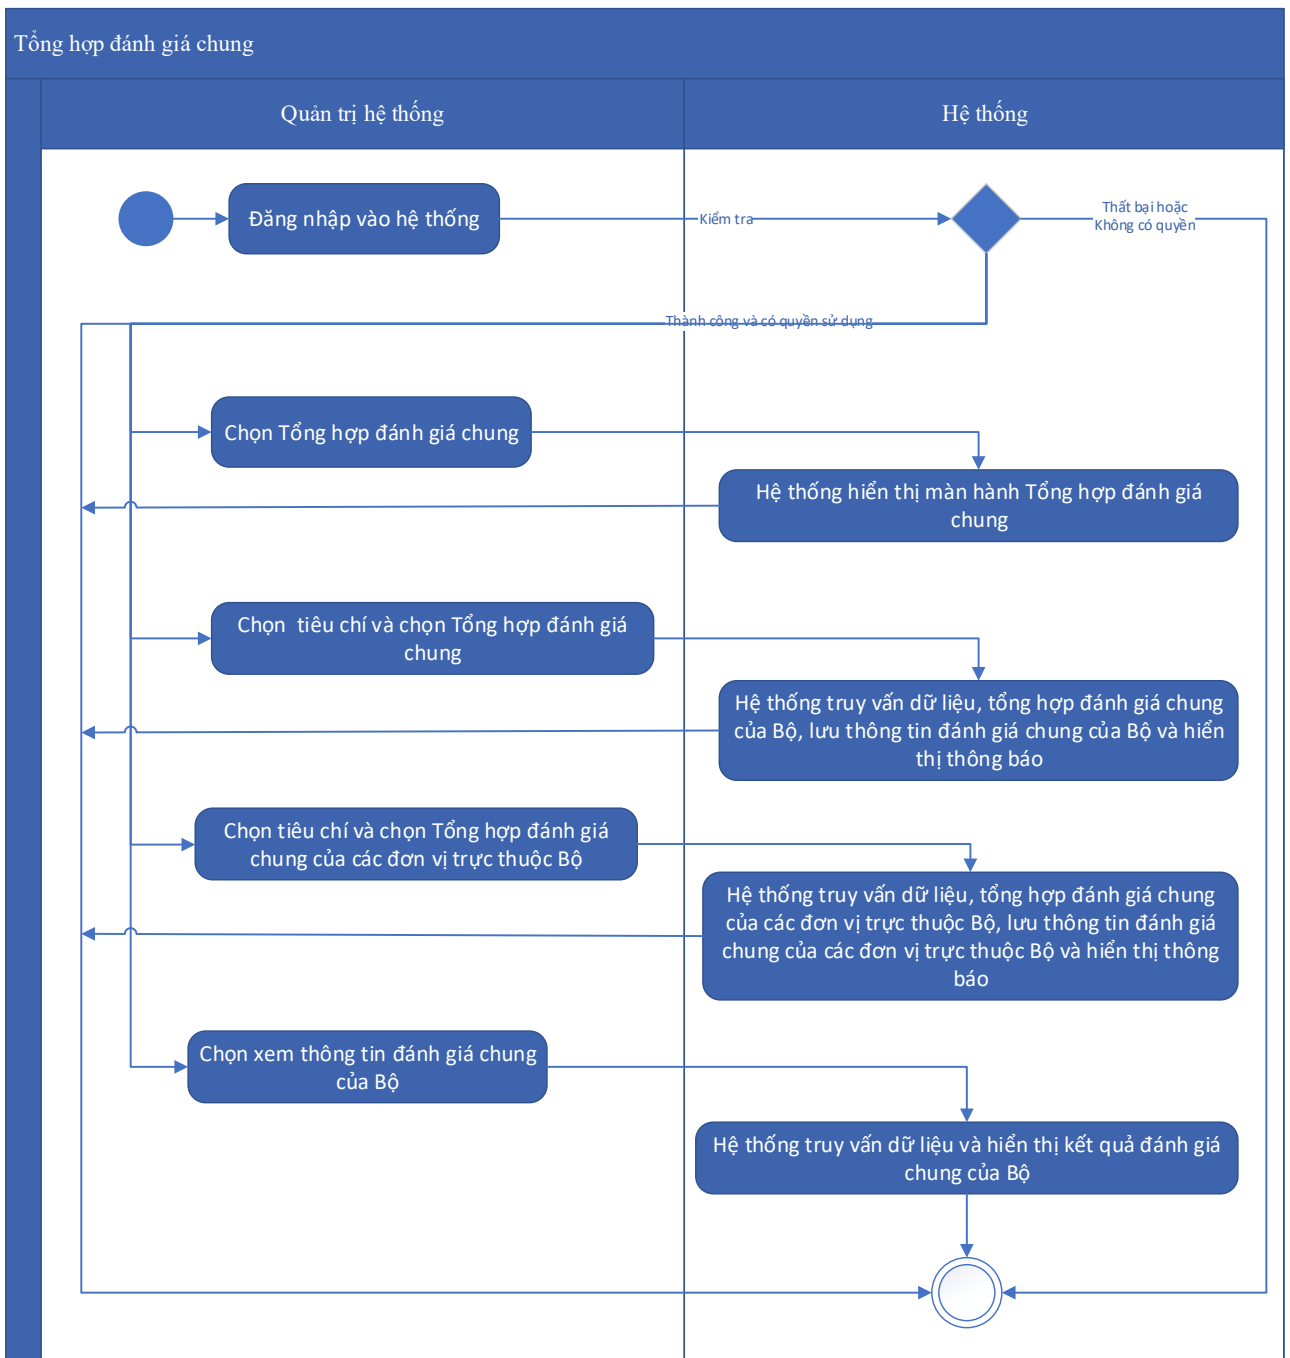 Tổng hợp đánh giá chung
Quản trị hệ thống
Hệ thống
Đăng nhập vào hệ thống
Kiểm tra
Thất bại hoặc
Không có quyền
Thành công và có quyền sử dụng
Chọn Tổng hợp đánh giá chung
Hệ thống hiển thị màn hành Tổng hợp đánh giá
chung
Chọn  tiêu chí và chọn Tổng hợp đánh giá
chung
Hệ thống truy vấn dữ liệu, tổng hợp đánh giá chung
của Bộ, lưu thông tin đánh giá chung của Bộ và hiển
thị thông báo
Chọn tiêu chí và chọn Tổng hợp đánh giá
chung của các đơn vị trực thuộc Bộ
Hệ thống truy vấn dữ liệu, tổng hợp đánh giá chung
của các đơn vị trực thuộc Bộ, lưu thông tin đánh giá
chung của các đơn vị trực thuộc Bộ và hiển thị thông
báo
Chọn xem thông tin đánh giá chung
của Bộ
Hệ thống truy vấn dữ liệu và hiển thị kết quả đánh giá
chung của Bộ